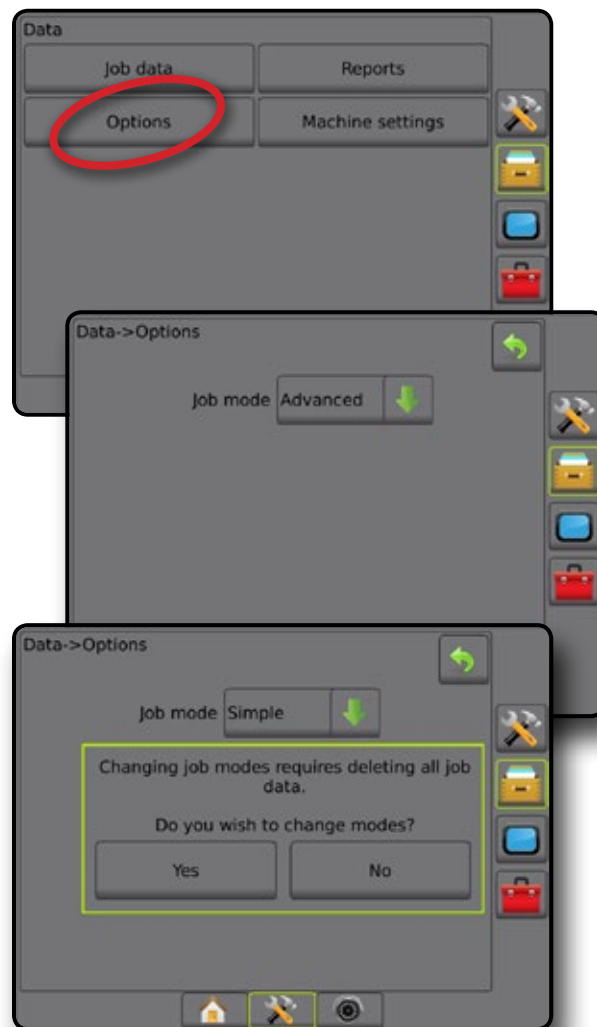 Data
Job data
Reports
Options
Machine settings
Data->Options
Job mode Advanced
Data->Options
Job mode Simple
Changing job modes requires deleting all job
data.
Do you wish to change modes?
Yes
No